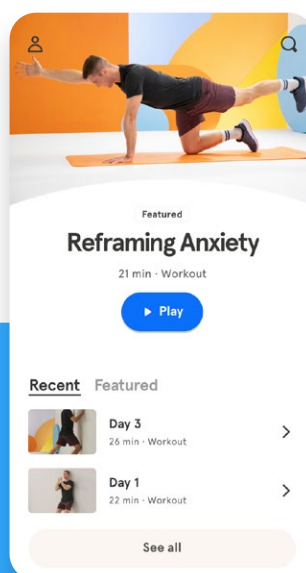 Featured
Reframing Anxiety
21 min · Workout
Play
Recent Featured
Day 3
26 min · Workout
Day 1
22 min · Workout
See all